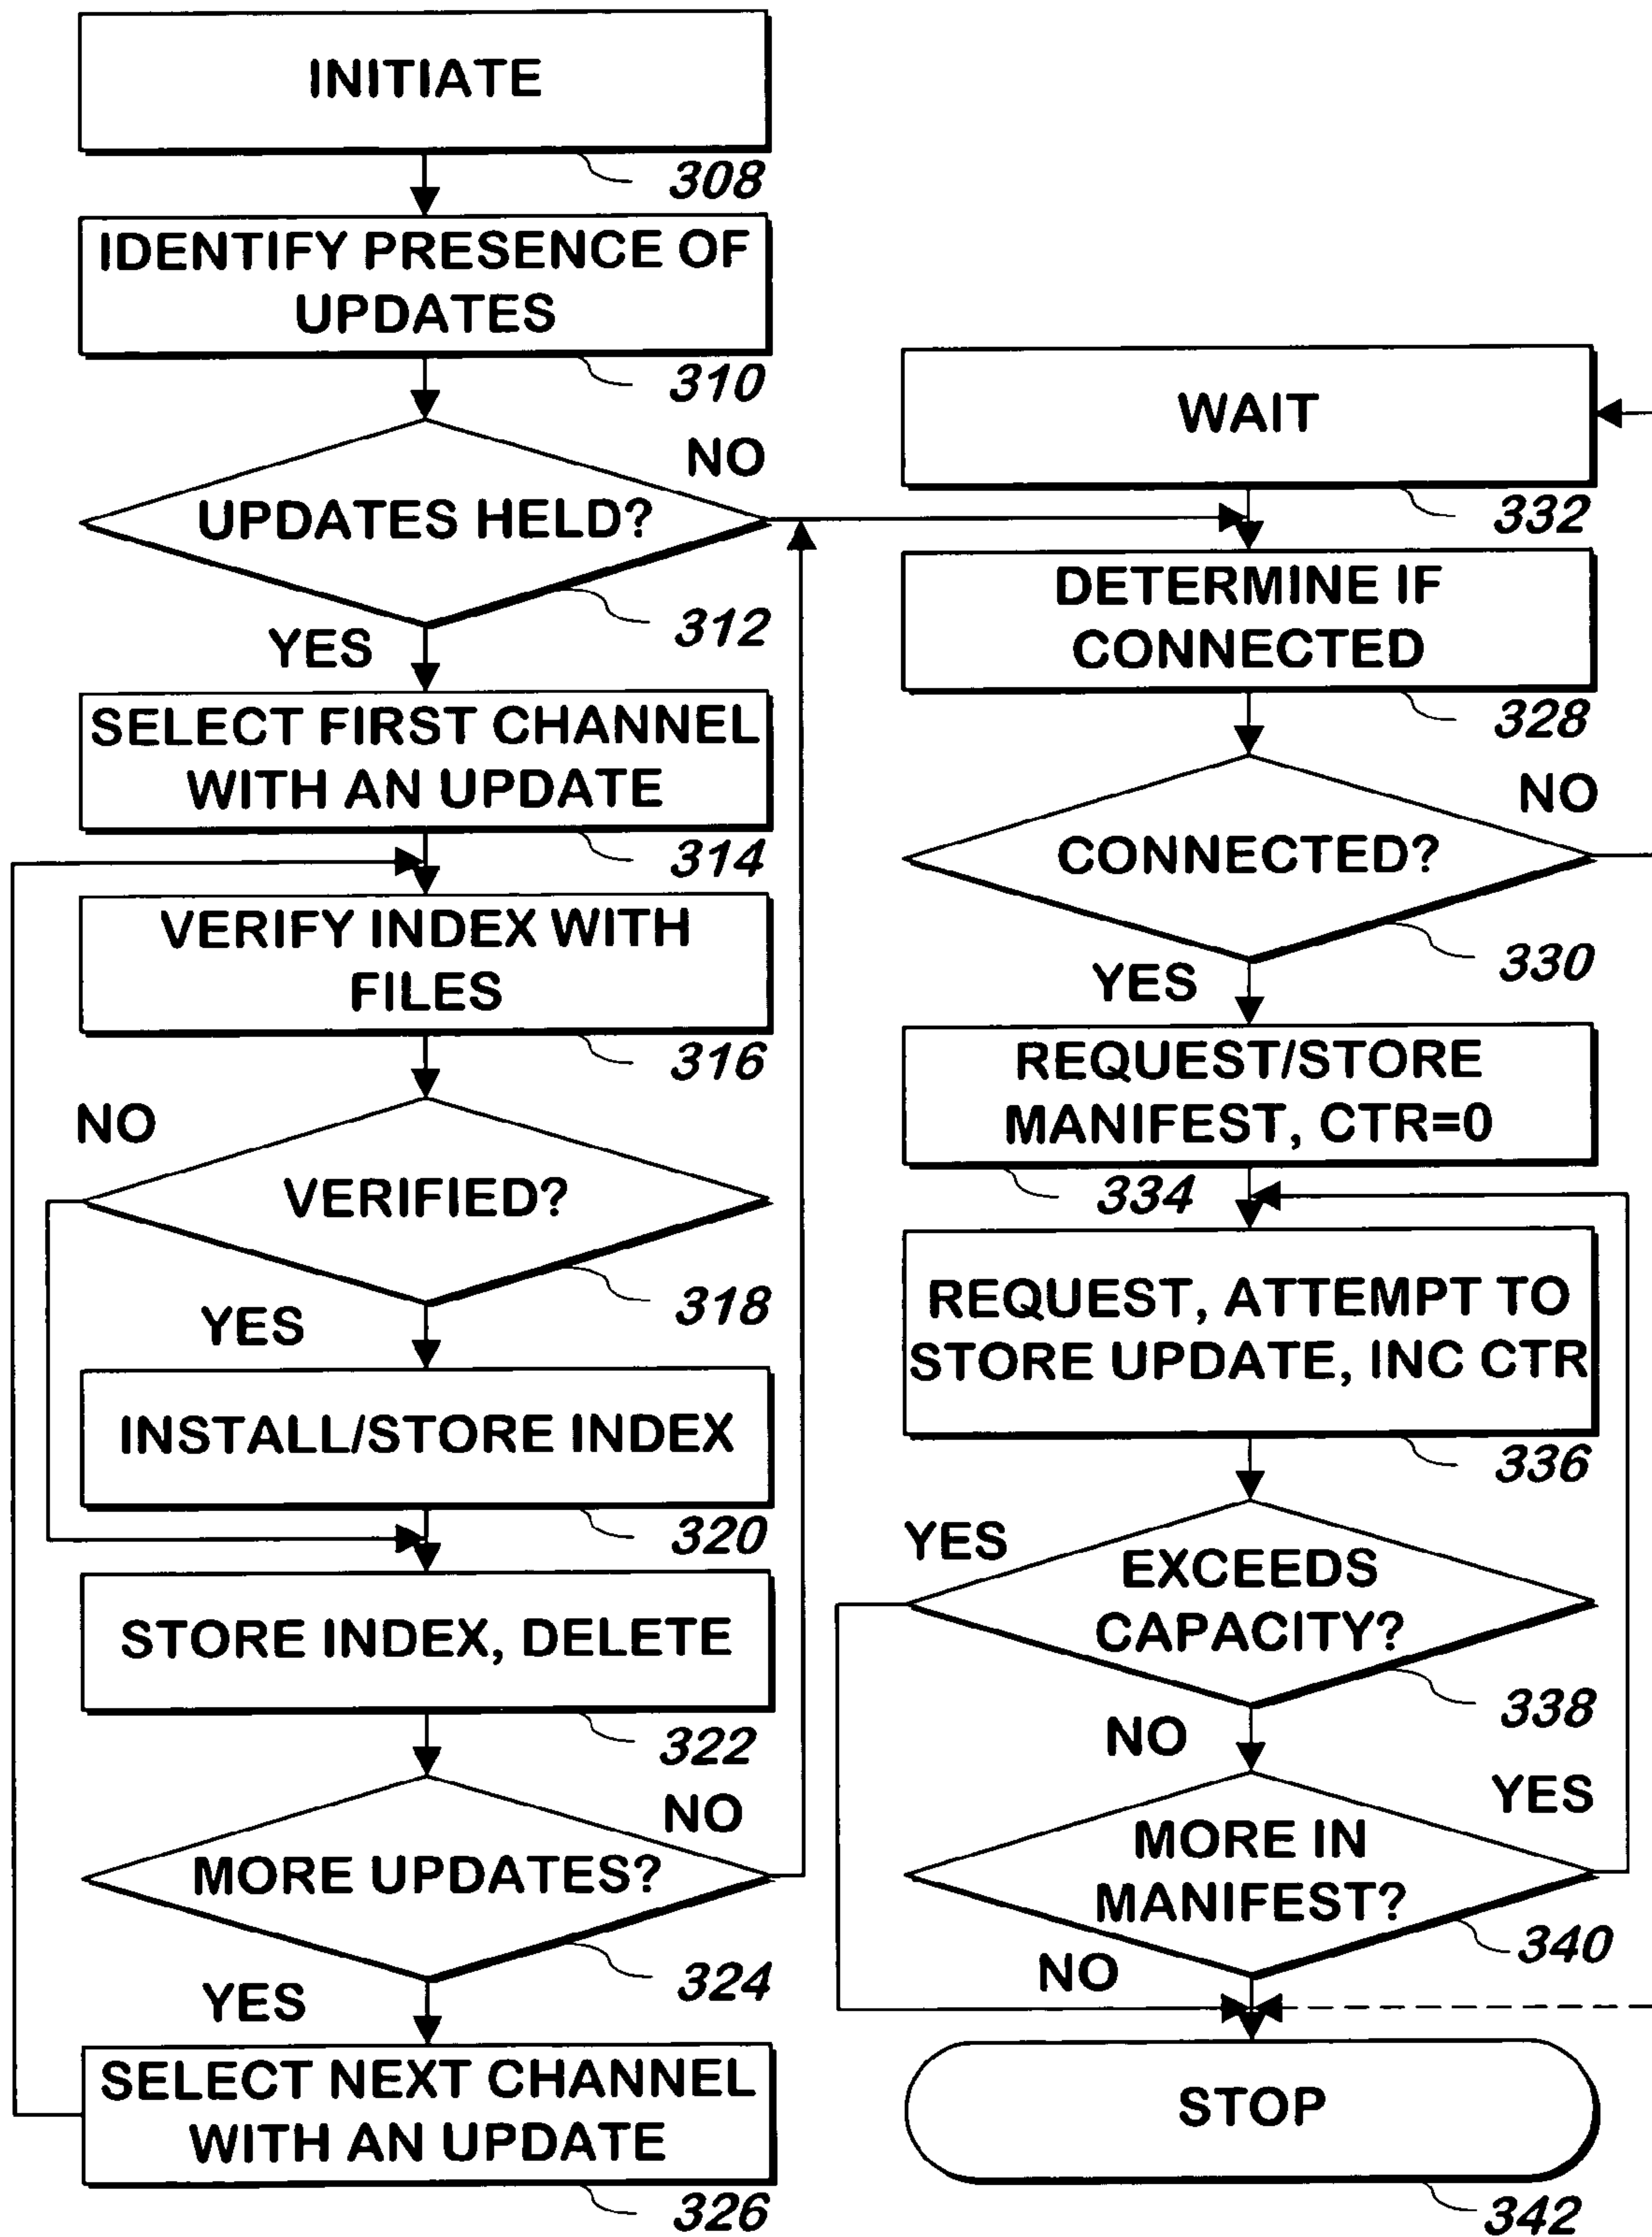 INITIATE
308
IDENTIFY PRESENCE OF
UPDATES
310
NO
UPDATES HELD?
312
YES
SELECT FIRST CHANNEL
WITH AN UPDATE
314
VERIFY INDEX WITH
FILES
316
NO
VERIFIED?
318
YES
INSTALL/STORE INDEX
320
STORE INDEX, DELETE
322
NO
MORE UPDATES?
324
YES
SELECT NEXT CHANNEL
WITH AN UPDATE
326
WAIT
332
DETERMINE IF
CONNECTED
328
NO
CONNECTED?
330
YES
REQUEST/STORE
MANIFEST, CTR=0
334
REQUEST, ATTEMPT TO
STORE UPDATE, INC CTR
336
YES
EXCEEDS
CAPACITY?
338
NO
YES
MORE IN
MANIFEST?
340
NO
STOP
342